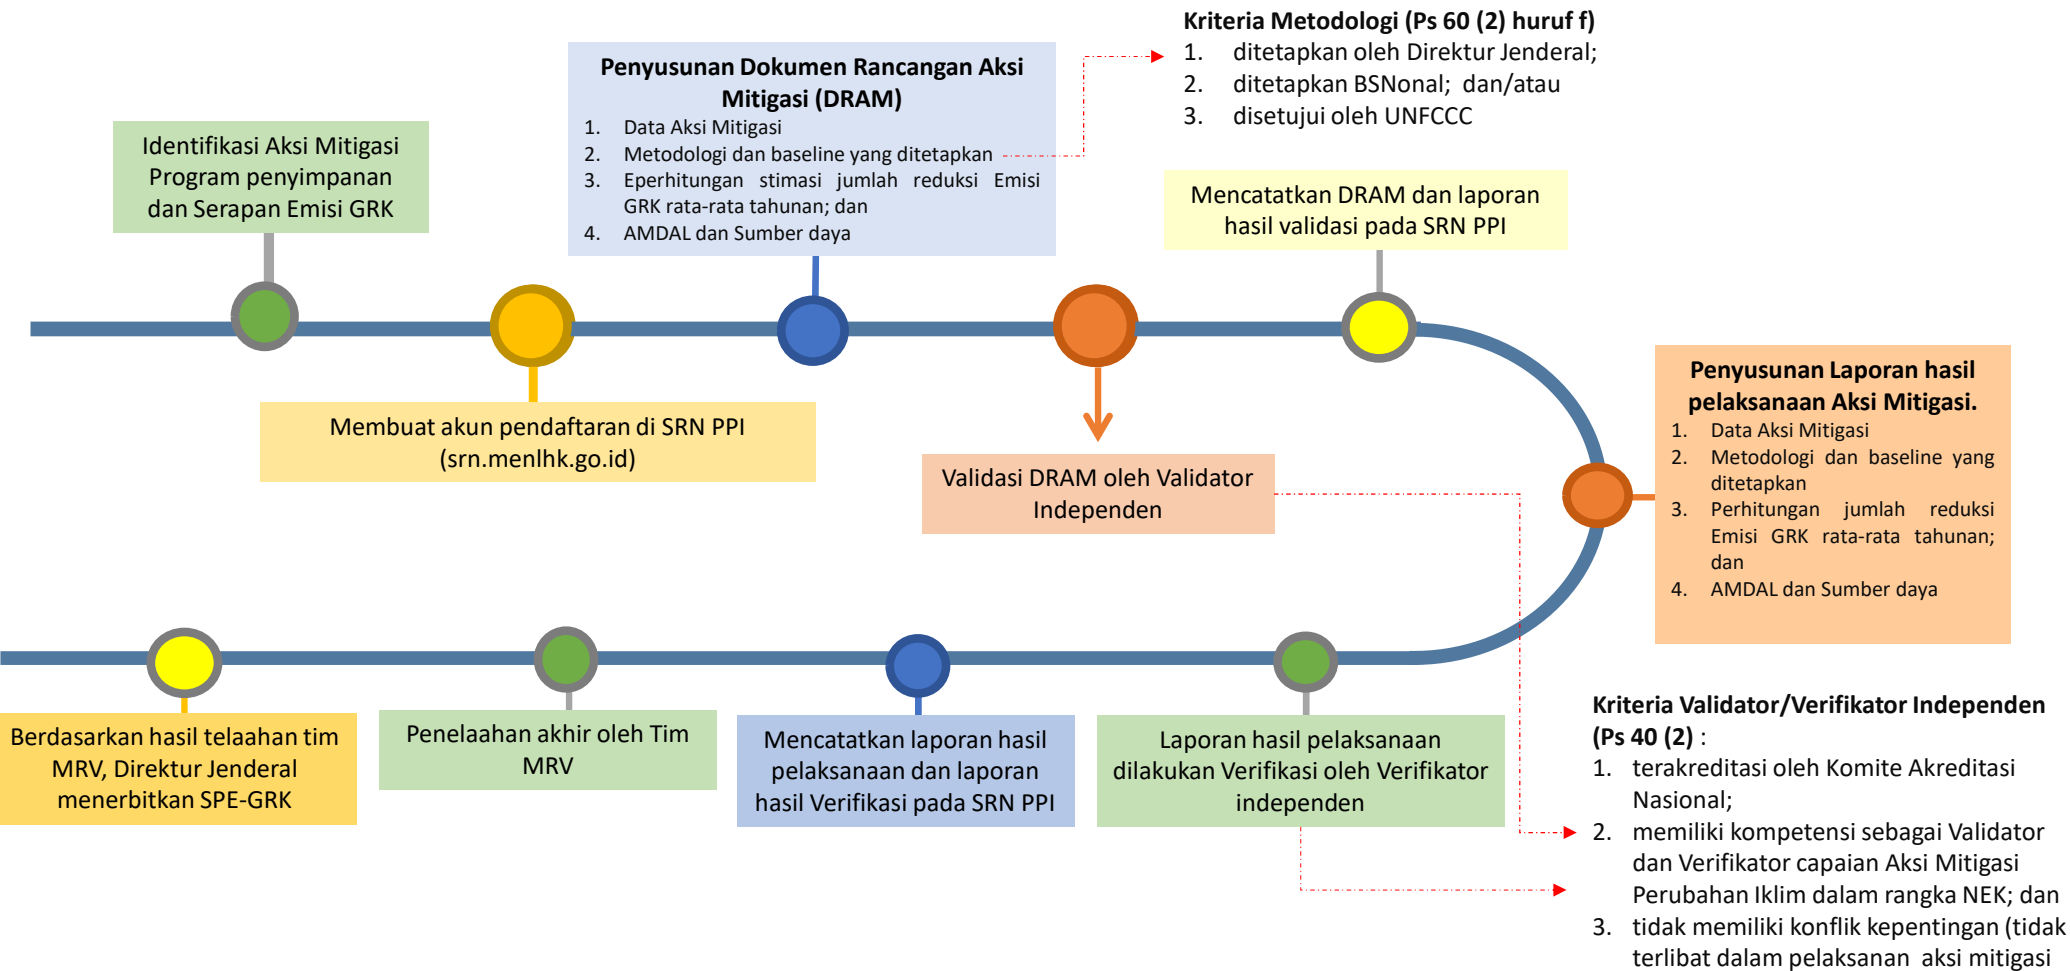 Kriteria Metodologi (Ps 60 (2) huruf f)
1. ditetapkan oleh Direktur Jenderal;
2. ditetapkan BSNonal; dan/atau
3. disetujui oleh UNFCCC
Penyusunan Dokumen Rancangan Aksi
Mitigasi (DRAM)
1. Data Aksi Mitigasi
2. Metodologi dan baseline yang ditetapkan
3. Eperhitungan stimasi jumlah reduksi Emisi
GRK rata-rata tahunan; dan
4. AMDAL dan Sumber daya
Identifikasi Aksi Mitigasi
Program penyimpanan
dan Serapan Emisi GRK
Mencatatkan DRAM dan laporan
hasil validasi pada SRN PPI
Membuat akun pendaftaran di SRN PPI
(srn.menlhk.go.id)
Validasi DRAM oleh Validator
Independen
Penyusunan Laporan hasil
pelaksanaan Aksi Mitigasi.
1. Data Aksi Mitigasi
2. Metodologi dan baseline yang
ditetapkan
3. Perhitungan jumlah reduksi
Emisi GRK rata-rata tahunan;
dan
4. AMDAL dan Sumber daya
Berdasarkan hasil telaahan tim
MRV, Direktur Jenderal
menerbitkan SPE-GRK
Penelaahan akhir oleh Tim
MRV
Mencatatkan laporan hasil
pelaksanaan dan laporan
hasil Verifikasi pada SRN PPI
Laporan hasil pelaksanaan
dilakukan Verifikasi oleh Verifikator
independen
Kriteria Validator/Verifikator Independen
(Ps 40 (2) :
1. terakreditasi oleh Komite Akreditasi
Nasional;
2. memiliki kompetensi sebagai Validator
dan Verifikator capaian Aksi Mitigasi
Perubahan Iklim dalam rangka NEK; dan
3. tidak memiliki konflik kepentingan (tidak
terlibat dalam pelaksanan aksi mitigasi